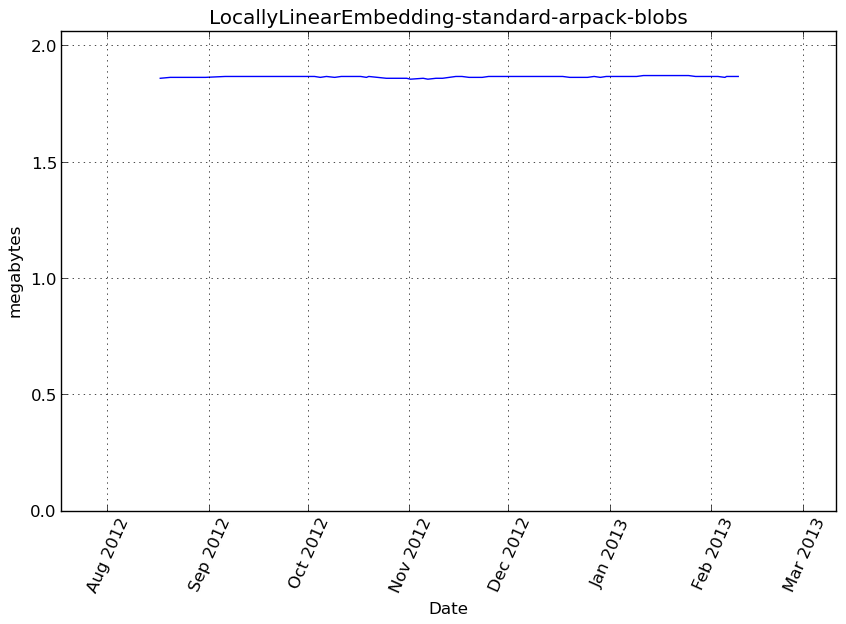 LocallyLinearEmbedding-standard-arpack-blobs
2.0
1.5
1.0
0.5
0.0
megabytes
Aug 2012
Sep 2012
Oct 2012
Nov 2012
Dec 2012
Jan 2013
Feb 2013
Mar 2013
Date